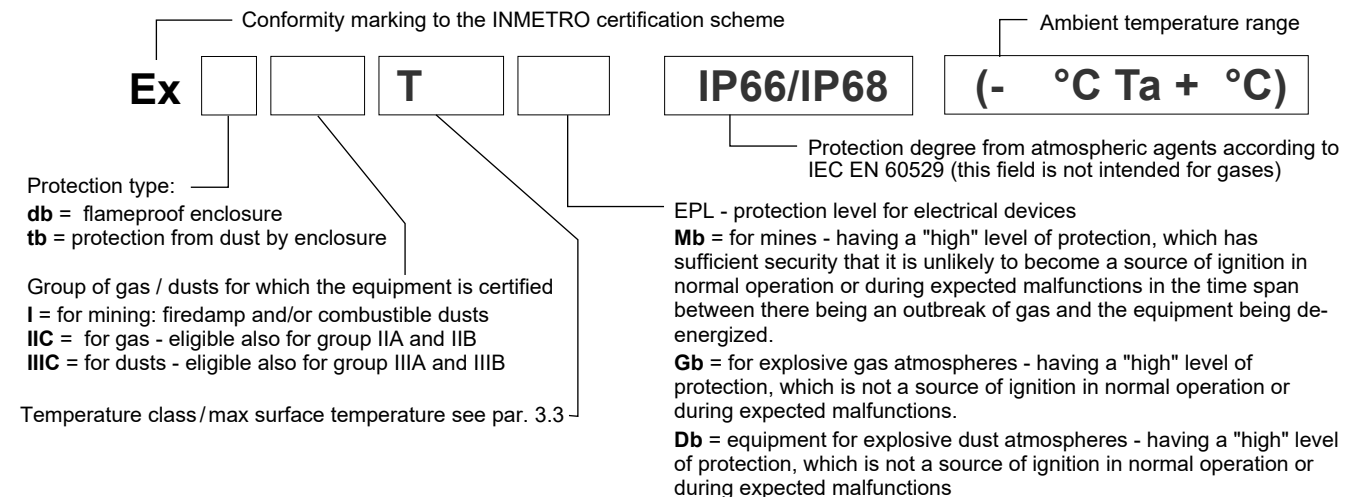 Conformity marking to the INMETRO certification scheme
Ambient temperature range
Ex T IP66/IP68 (- °C Ta + °C)
Protection degree from atmospheric agents according to
IEC EN 60529 (this field is not intended for gases)
Protection type:
db = flameproof enclosure
tb = protection from dust by enclosure
Group of gas / dusts for which the equipment is certified
I = for mining: firedamp and/or combustible dusts
IIC = for gas - eligible also for group IIA and IIB
IIIC = for dusts - eligible also for group IIIA and IIIB
Temperature class/max surface temperature see par. 3.3
EPL - protection level for electrical devices
Mb = for mines - having a "high" level of protection, which has
sufficient security that it is unlikely to become a source of ignition in
normal operation or during expected malfunctions in the time span
between there being an outbreak of gas and the equipment being de-
energized.
Gb = for explosive gas atmospheres - having a "high" level of
protection, which is not a source of ignition in normal operation or
during expected malfunctions.
Db = equipment for explosive dust atmospheres - having a "high" level
of protection, which is not a source of ignition in normal operation or
during expected malfunctions